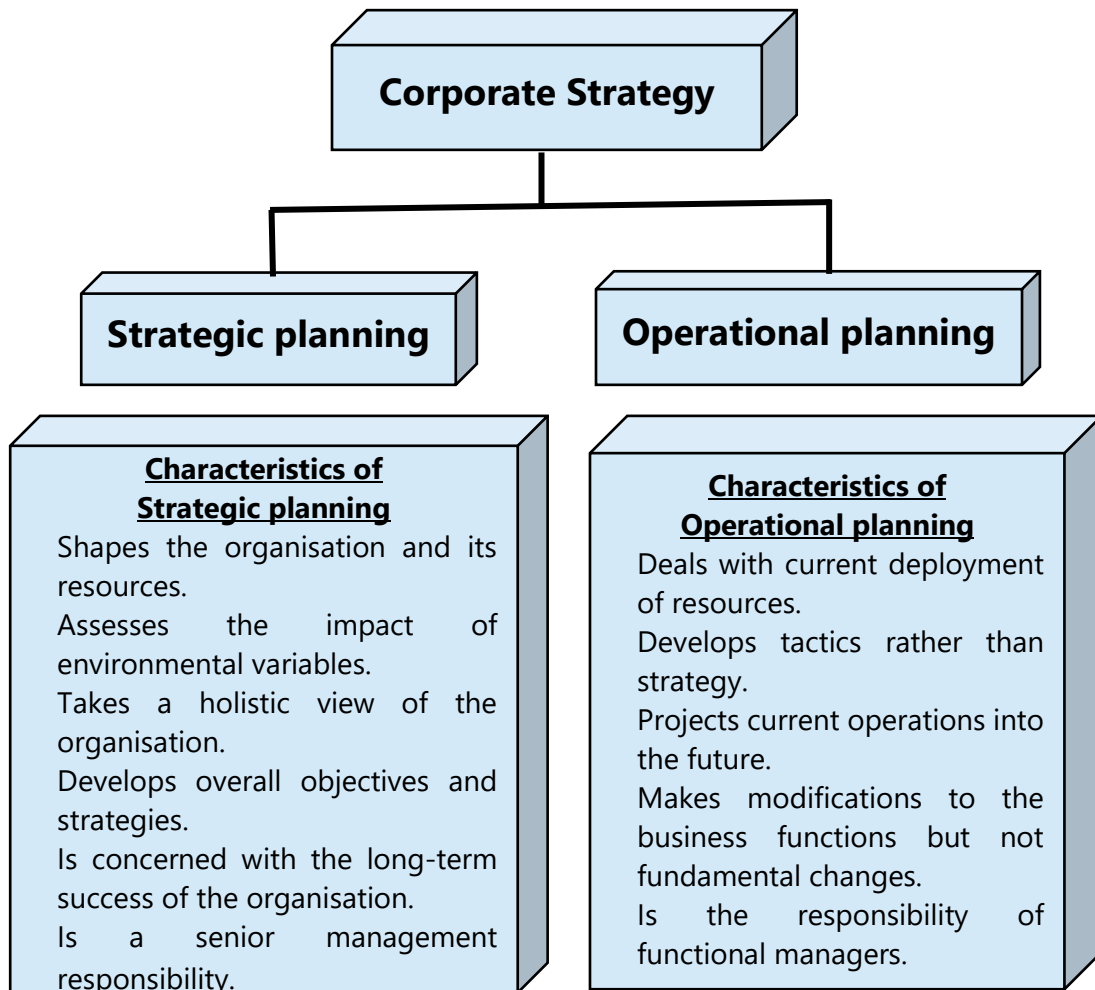 Corporate Strategy
Strategic planning
Operational planning
Characteristics of
Strategic planning
Shapes the organisation and its
resources.
Assesses the impact of
environmental variables.
Takes a holistic view of the
organisation.
Develops overall objectives and
strategies.
Is concerned with the long-term
success of the organisation.
Is a senior management
responsibility.
Characteristics of
Operational planning
Deals with current deployment
of resources.
Develops tactics rather than
strategy.
Projects current operations into
the future.
Makes modifications to the
business functions but not
fundamental changes.
Is the responsibility of
functional managers.